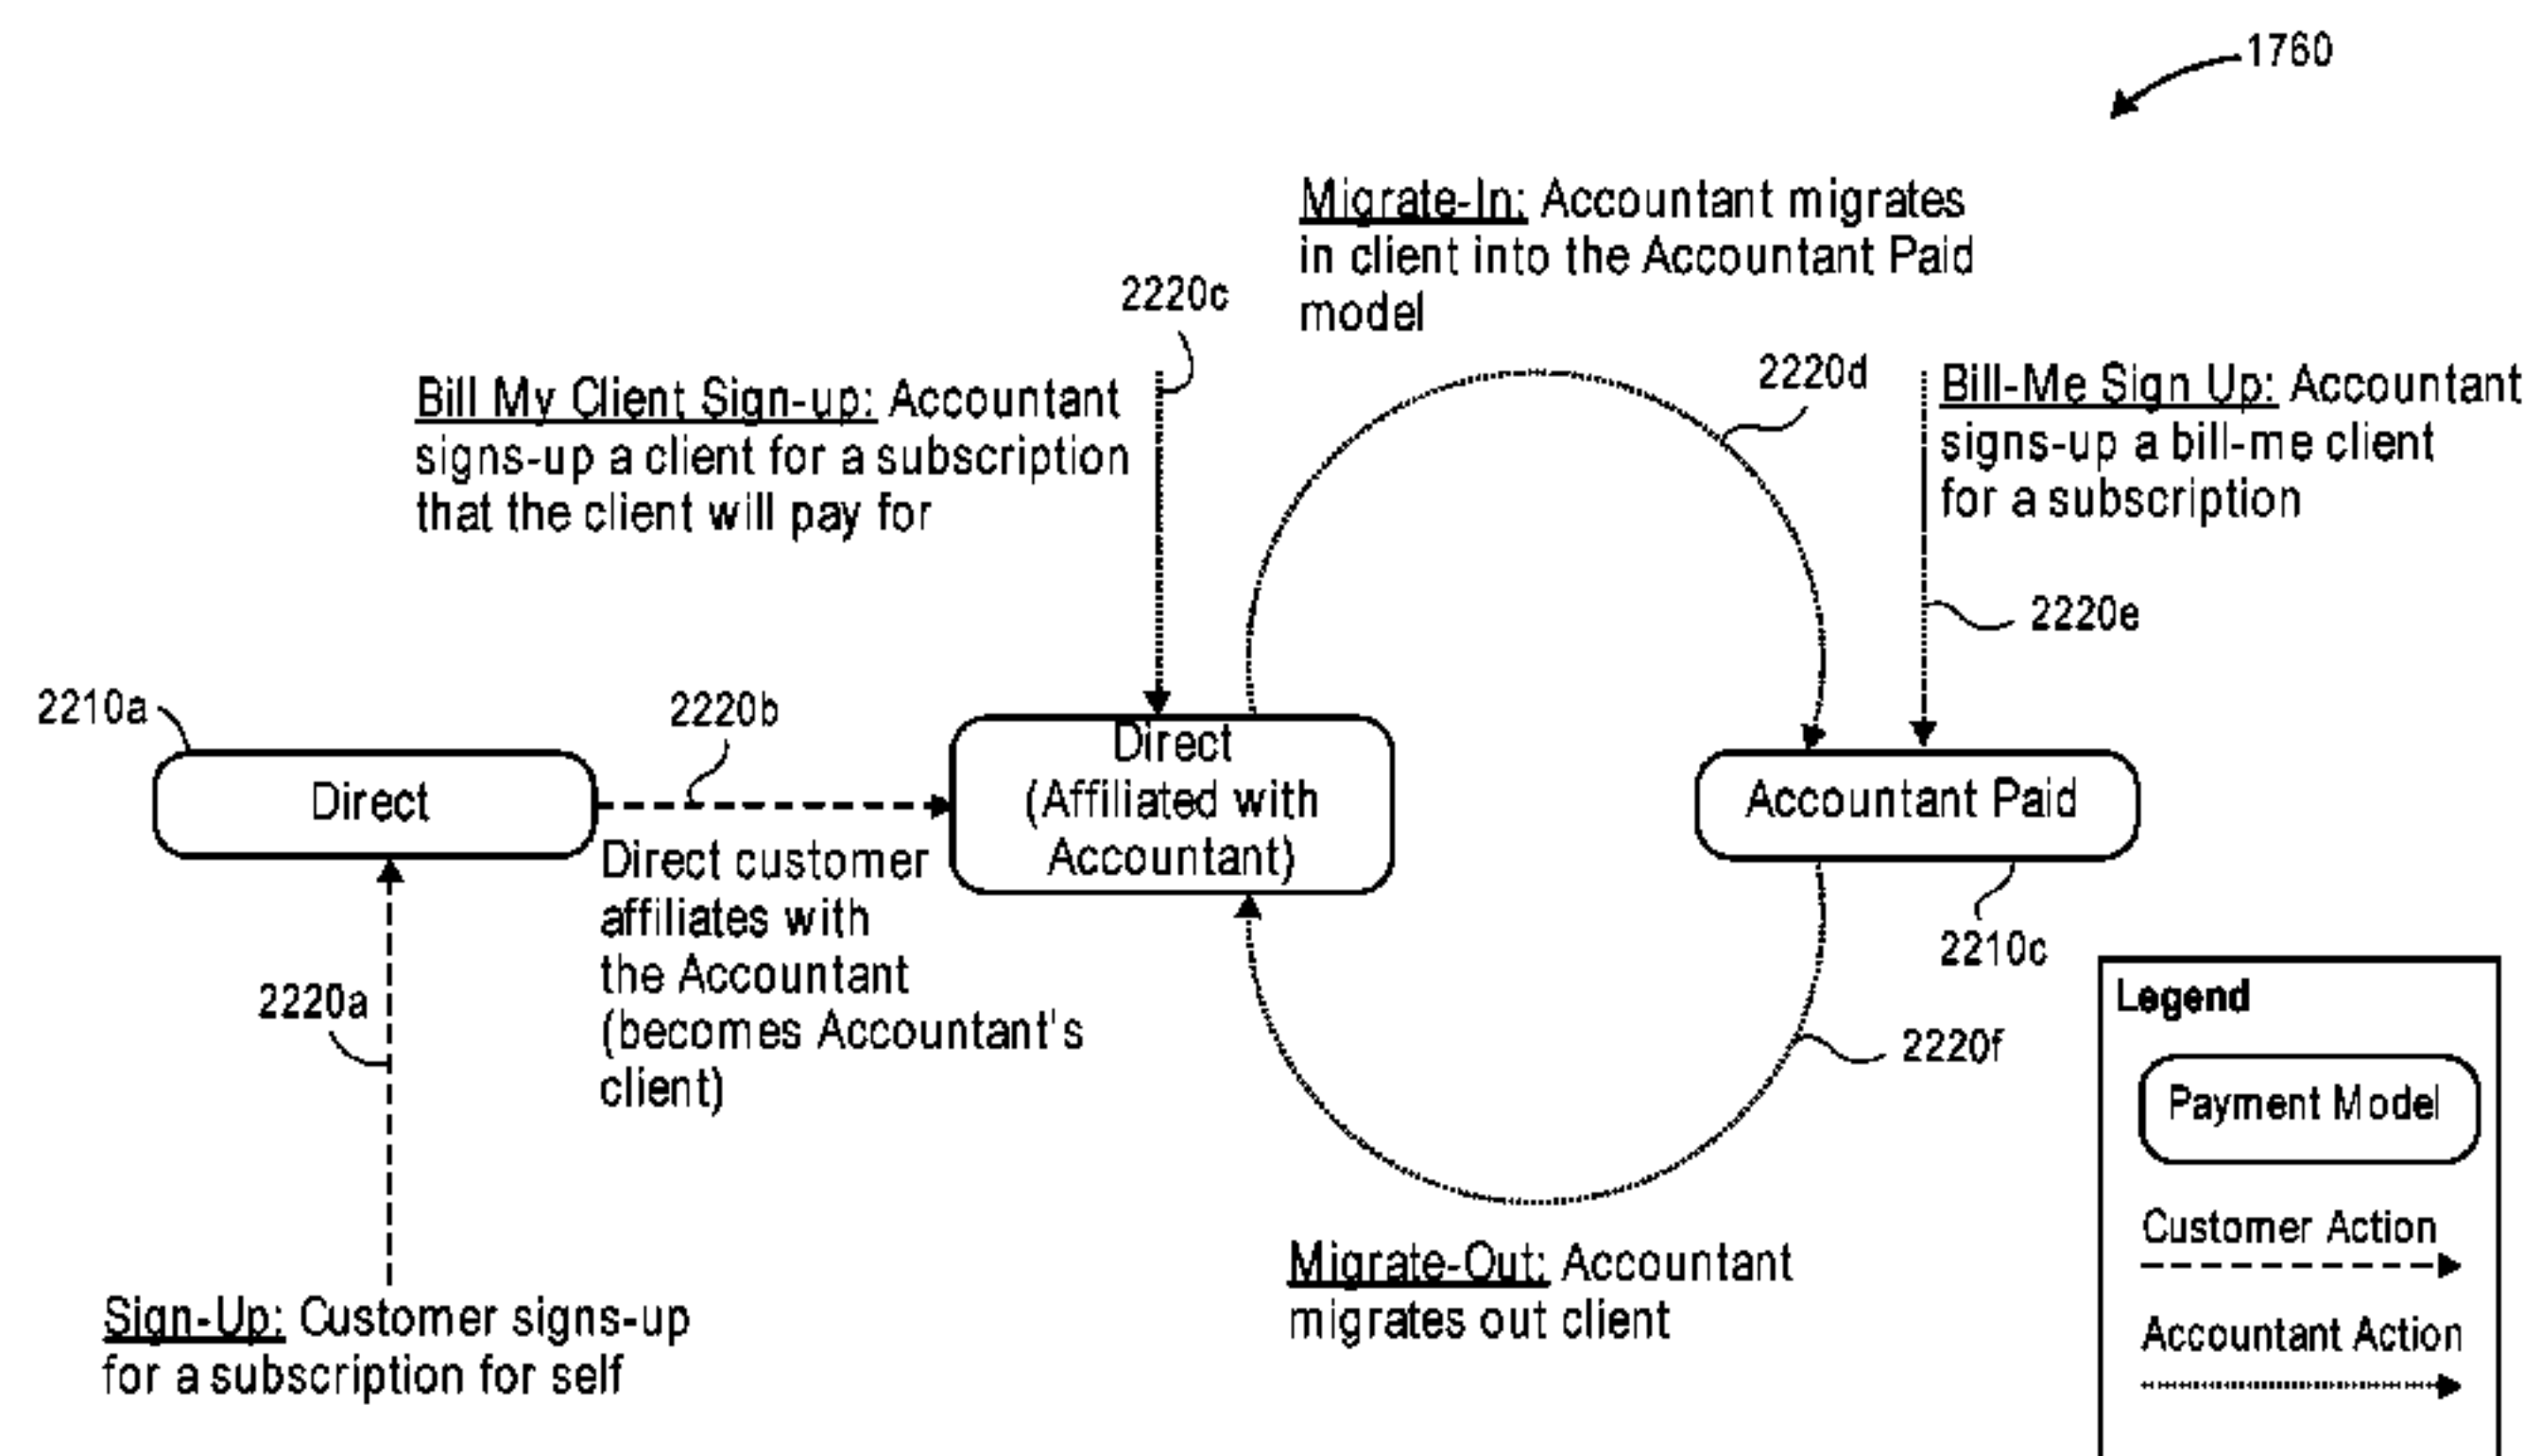 1760
Migrate-In: Accountant migrates
in client into the Accountant Paid
model
2220c
2220d
Bill My Client Sign-up: Accountant
signs-up a client for a subscription
that the client will pay for
Bill-Me Sign Up: Accountant
signs-up a bill-me client
for a subscription
2220e
2210a
2220b
Direct
Direct
(Affiliated with
Accountant)
Accountant Paid
Direct customer
affiliates with
the Accountant
(becomes Accountant's
client)
2210c
2220a
2220f
Sign-Up: Customer signs-up
for a subscription for self
Migrate-Out: Accountant
migrates out client
Legend
Payment Model
Customer Action
Accountant Action